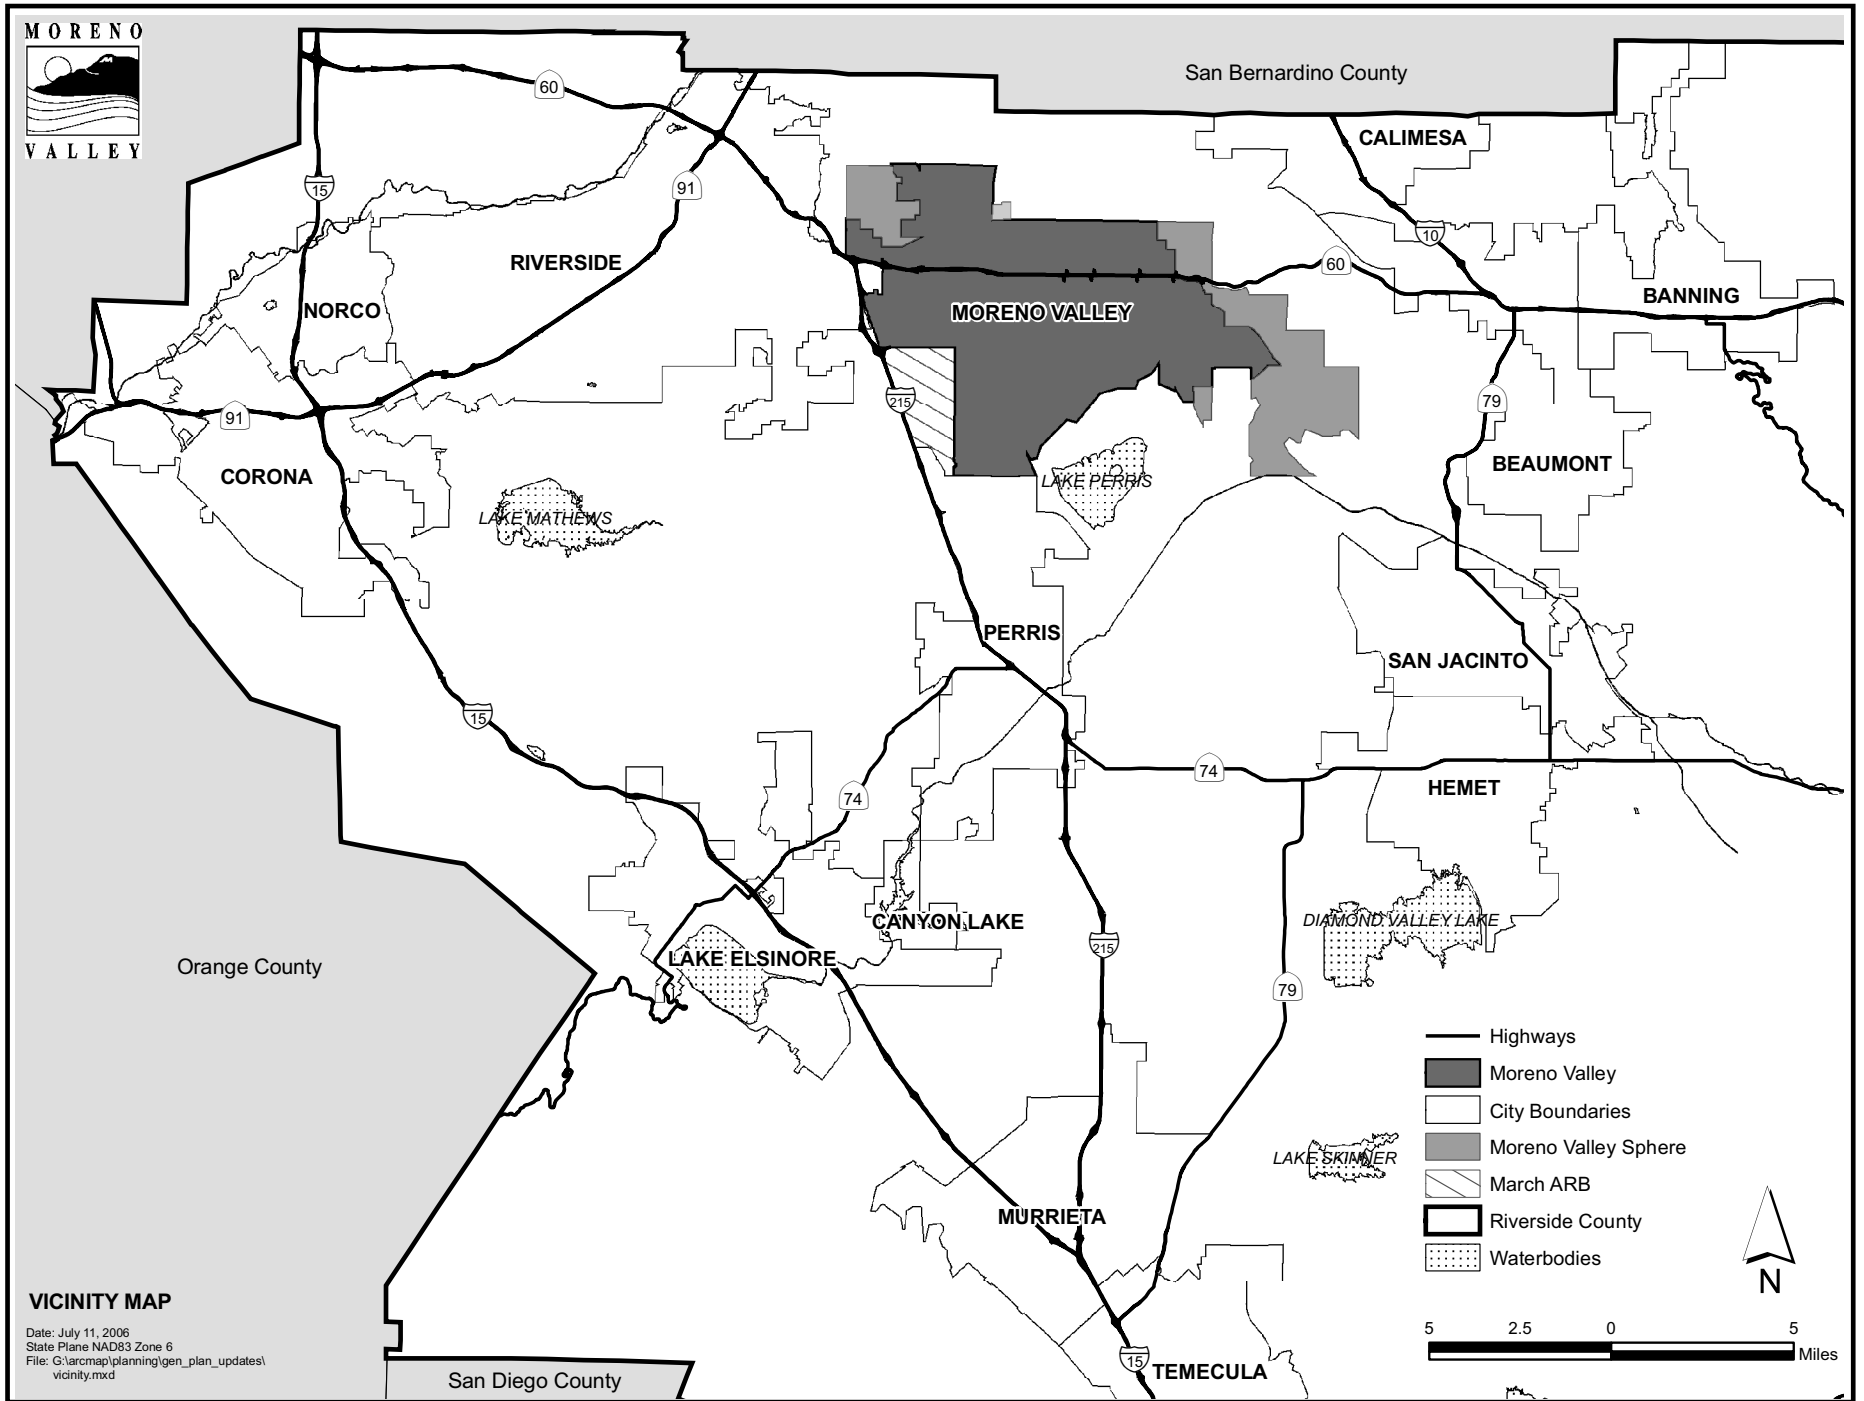 MORENO
VALLEY
San Bernardino County
60
CALIMESA
15
91
10
RIVERSIDE
60
NORCO
BANNING
MORENO VALLEY
91
215
79
CORONA
BEAUMONT
LAKE PERRIS
LAKE MATHEWS
PERRIS
SAN JACINTO
15
74
74
HEMET
CANYON LAKE
DIAMOND VALLEY LAKE
215
LAKE ELSINORE
Orange County
79
Highways
Moreno Valley
City Boundaries
Moreno Valley Sphere
March ARB
Riverside County
Waterbodies
LAKE SKINNER
MURRIETA
N
VICINITY MAP
Date: July 11, 2006
State Plane NAD83 Zone 6
File: G:\arcmap\planning\gen_plan_updates\
vicinity.mxd
5 2.5 0 5
Miles
15
TEMECULA
San Diego County